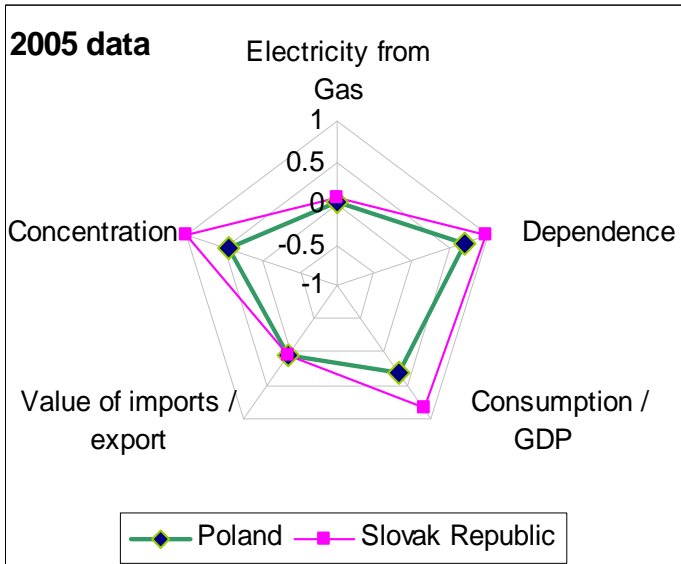 2005 data
Electricity from
Gas
1
0.5
0
-0.5
-1
Concentration
Dependence
Value of imports /
export
Consumption /
GDP
Poland
Slovak Republic